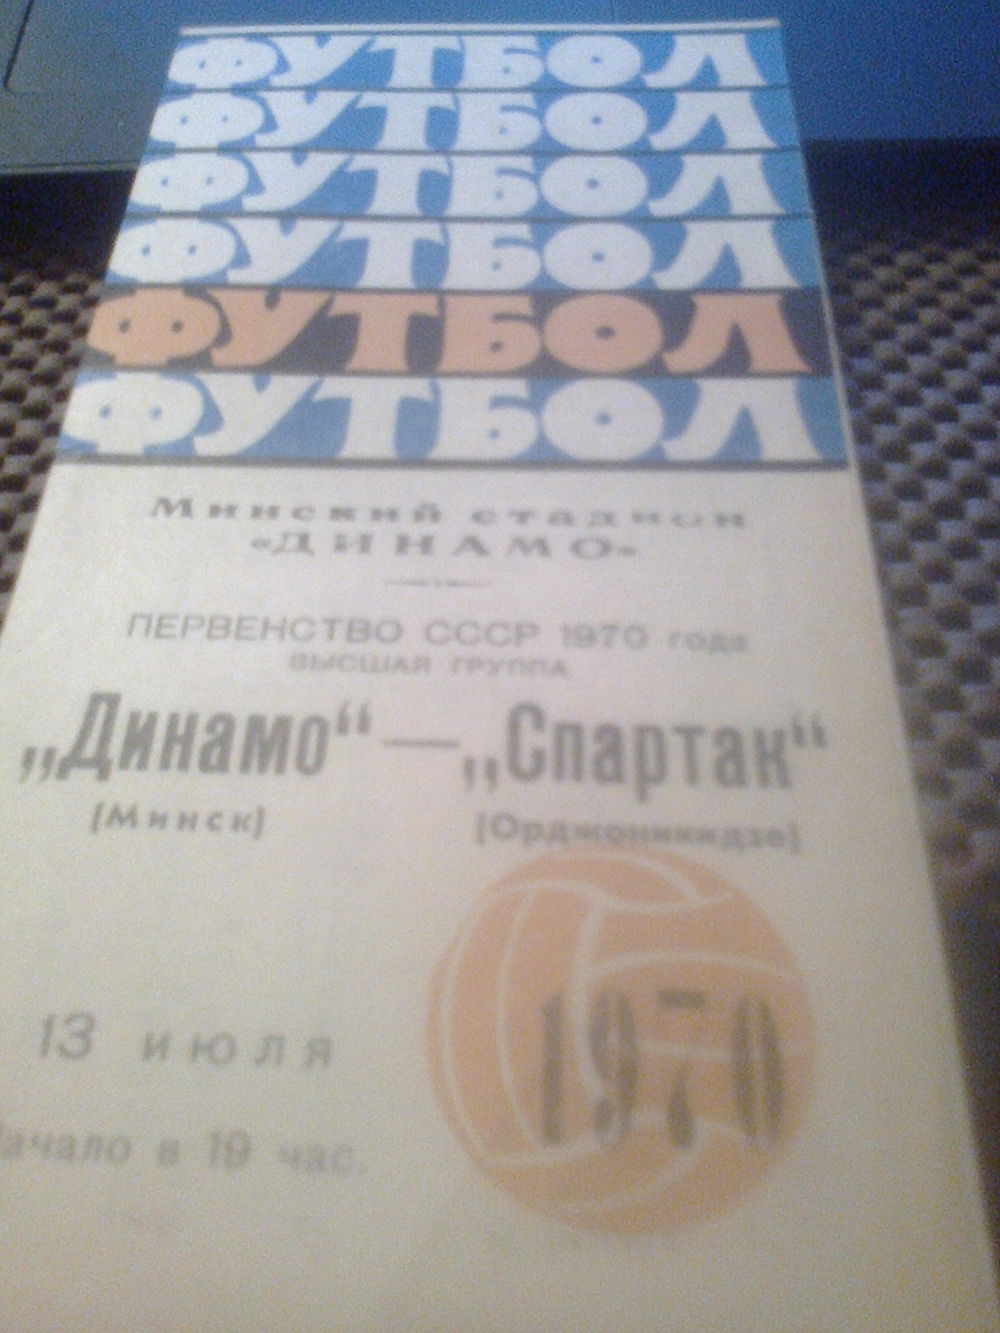 ФУТБОЛ
ФУТБОЛ
ФУТБОЛ
ФУТБОЛ
ФУТБОЛ
ФУТБОЛ
Минский стадион
«ДИНАМО»
ПЕРВЕНСТВО СССР 1970 года
ВЫСШАЯ ГРУППА
„Динамо“ — „Спартак“
(Минск) (Орджоникидзе)
1970
13 июля
Начало в 19 час.